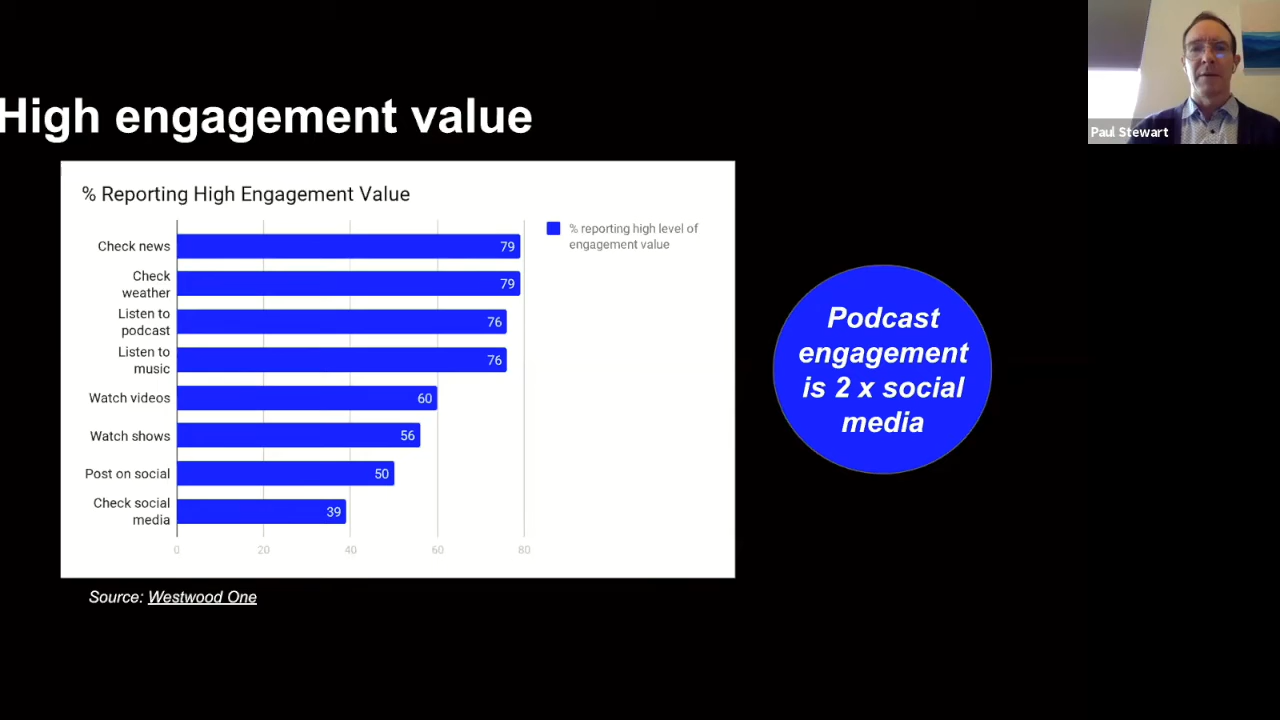 High engagement value
% Reporting High Engagement Value
% reporting high level of
engagement value
Check news
79
Check
weather
79
Listen to
podcast
76
Listen to
music
76
Watch videos
60
Watch shows
56
Post on social
50
Check social
media
39
0 20 40 60 80
Source: Westwood One
Podcast
engagement
is 2 x social
media
Paul Stewart